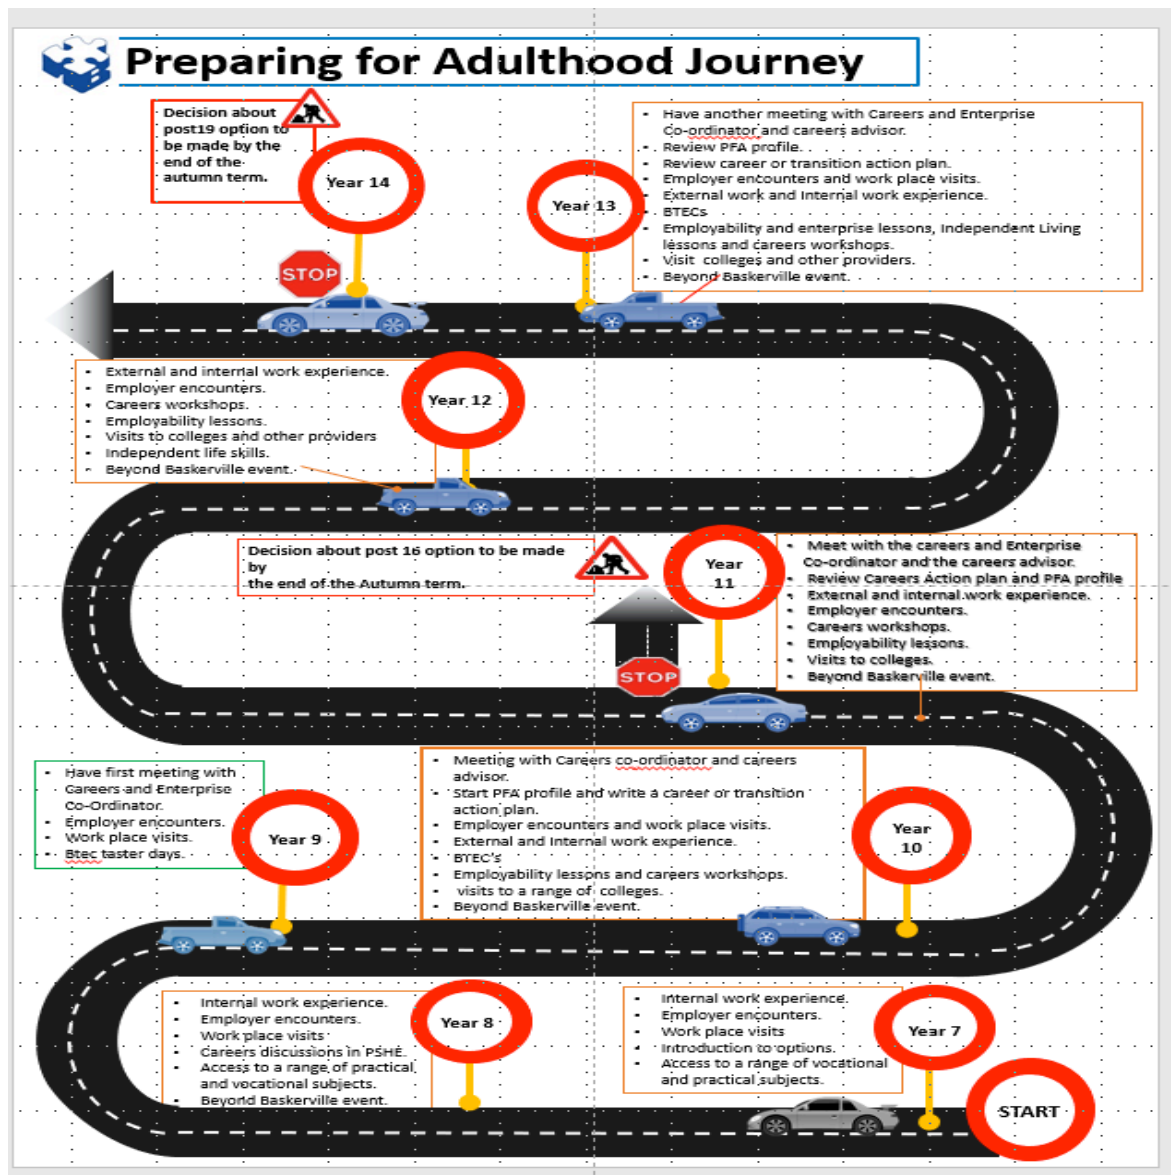 Preparing for Adulthood Journey
Decision about
post19 option to
be made by the
end of the
autumn term.
Year 14
STOP
Year 13
• Have another meeting with Careers and Enterprise
Co-ordinator and careers advisor.
• Review PFA profile.
• Review career or transition action plan.
• Employer encounters and work place visits.
• External work and Internal work experience.
• BTECs
• Employability and enterprise lessons, Independent Living
lessons and careers workshops.
• Visit colleges and other providers.
• Beyond Baskerville event.
• External and internal work experience.
• Employer encounters.
• Careers workshops.
• Employability lessons.
• Visits to colleges and other providers
• Independent life skills.
• Beyond Baskerville event.
Year 12
Decision about post 16 option to be made
by
the end of the Autumn term.
Year
11
STOP
• Meet with the careers and Enterprise
Co-ordinator and the careers advisor.
• Review Careers Action plan and PFA profile
• External and internal work experience.
• Employer encounters.
• Careers workshops.
• Employability lessons.
• Visits to colleges.
• Beyond Baskerville event.
• Have first meeting with
Careers and Enterprise
Co-Ordinator.
• Employer encounters.
• Work place visits.
• Btec taster days.
Year 9
• Meeting with Careers co-ordinator and careers
advisor.
• Start PFA profile and write a career or transition
action plan.
• Employer encounters and work place visits.
• External and Internal work experience.
• BTEC's
• Employability lessons and careers workshops.
• visits to a range of colleges.
• Beyond Baskerville event.
Year
10
• Internal work experience.
• Employer encounters.
• Work place visits
• Careers discussions in PSHE.
• Access to a range of practical
and vocational subjects.
• Beyond Baskerville event.
Year 8
• Internal work experience.
• Employer encounters.
• Work place visits
• Introduction to options.
• Access to a range of vocational
and practical subjects.
Year 7
START